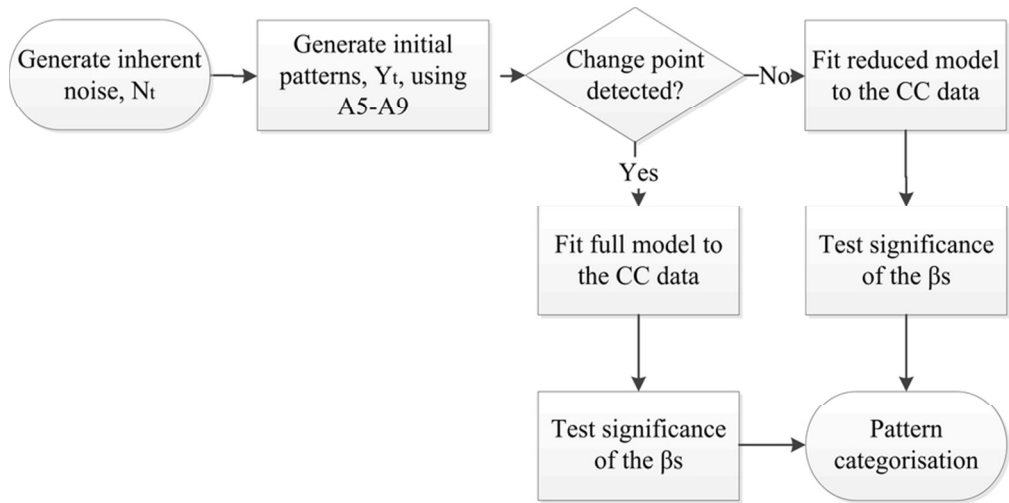 Generate inherent
noise, Nt
Generate initial
patterns, Yt, using
A5-A9
Change point
detected?
No
Fit reduced model
to the CC data
Yes
Fit full model to
the CC data
Test significance
of the βs
Test significance
of the βs
Pattern
categorisation